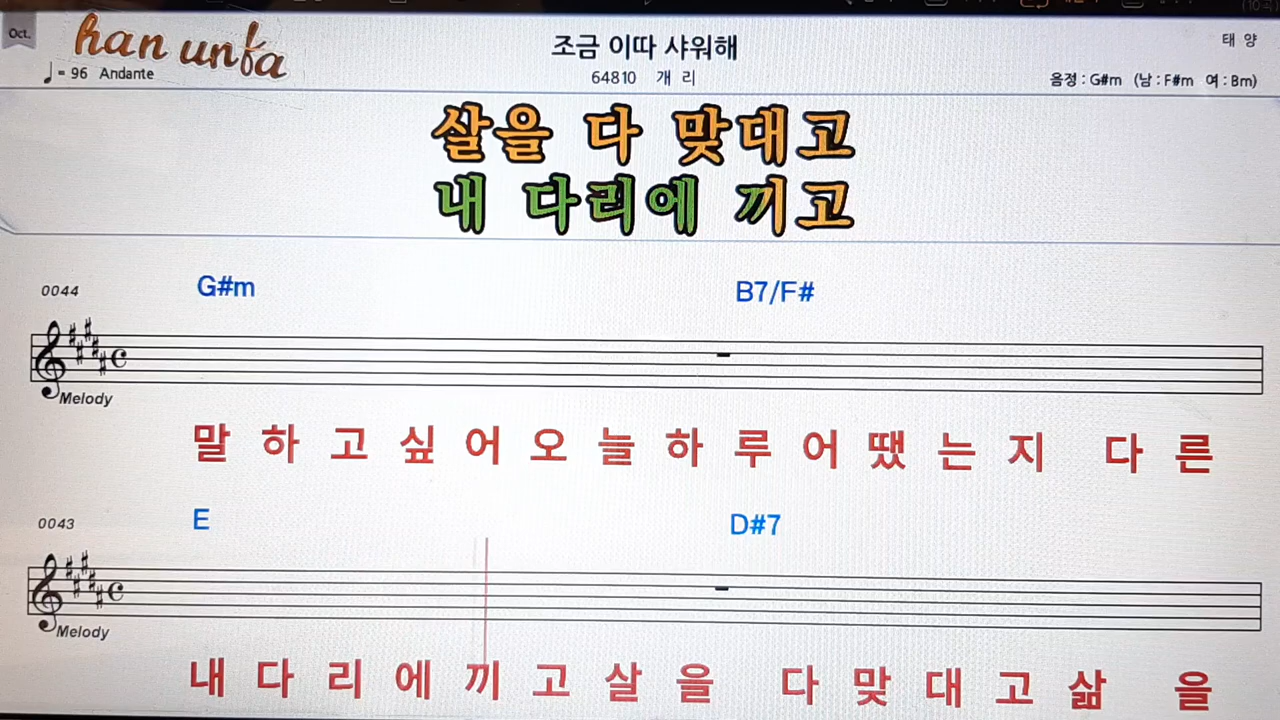 Oct.
han unfa
조금 이따 샤워해
태 양
♩= 96 Andante
64810 개 리
음정 : G#m (남 : F#m 여 : Bm)
살을 다 맞대고
내 다리에 끼고
0044 G#m B7/F#
Melody
말 하 고 싶 어 오 늘 하 루 어 땠 는 지 다 른
0043 E D#7
Melody
내 다 리 에 끼 고 살 을 다 맞 대 고 삶 을